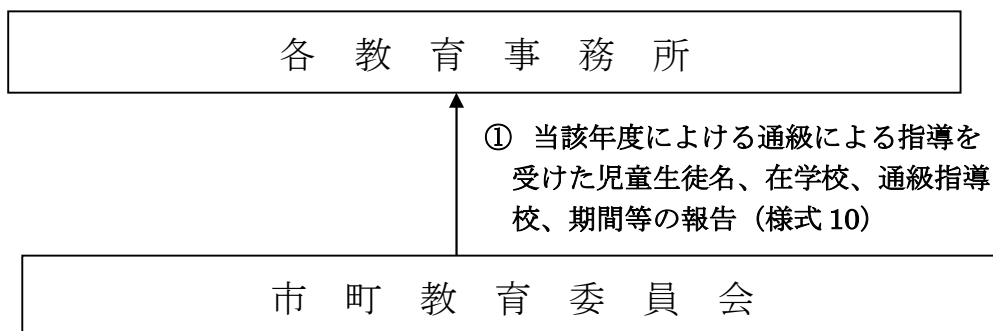 各 教 育 事 務 所
① 当該年度によける通級による指導を
受けた児童生徒名、在学校、通級指導
校、期間等の報告（様式 10）
市 町 教 育 委 員 会